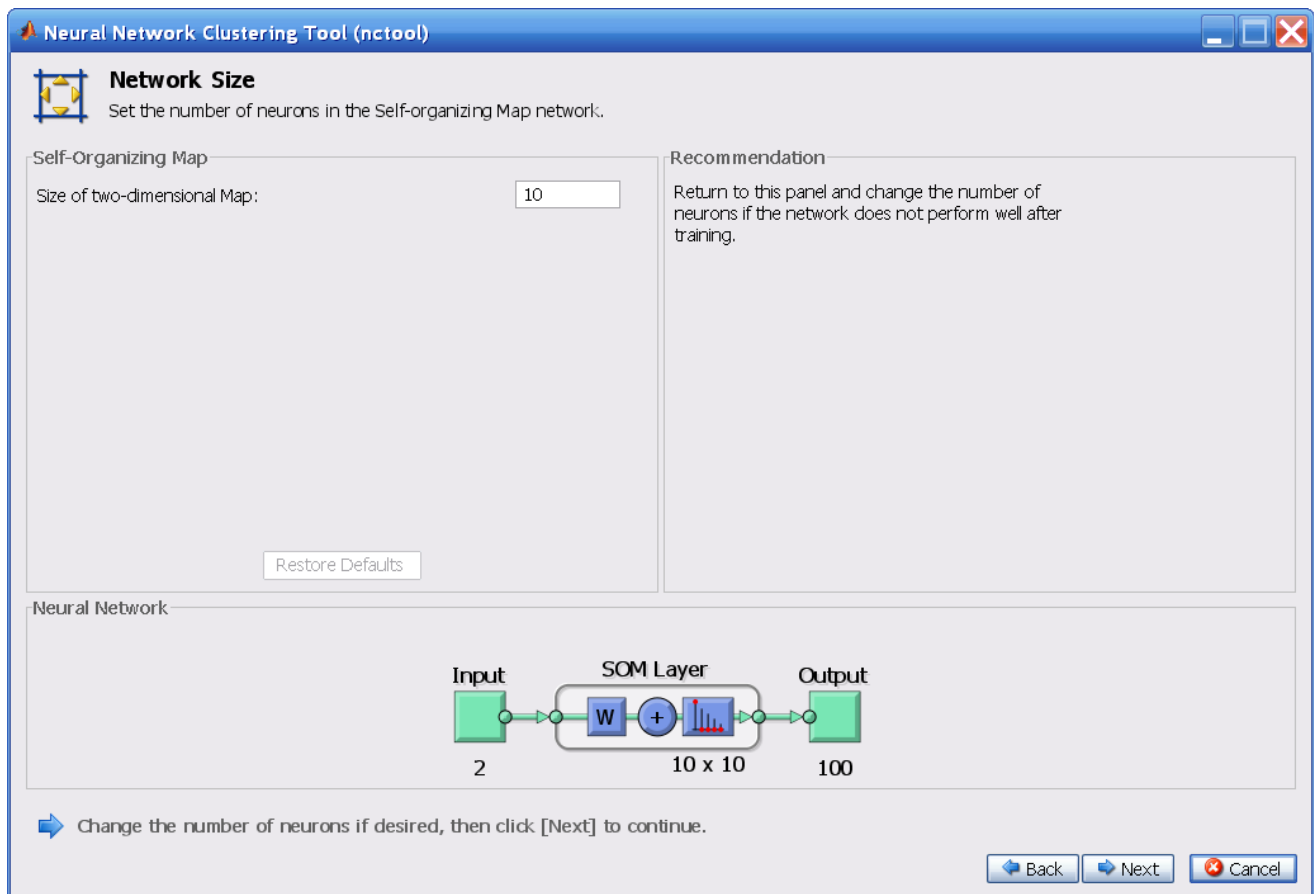 Neural Network Clustering Tool (nctool)
Network Size
Set the number of neurons in the Self-organizing Map network.
Self-Organizing Map
Size of two-dimensional Map:
10
Restore Defaults
Recommendation
Return to this panel and change the number of
neurons if the network does not perform well after
training.
Neural Network
Input
SOM Layer
Output
W
+
2
10 x 10
100
Change the number of neurons if desired, then click [Next] to continue.
Back
Next
Cancel